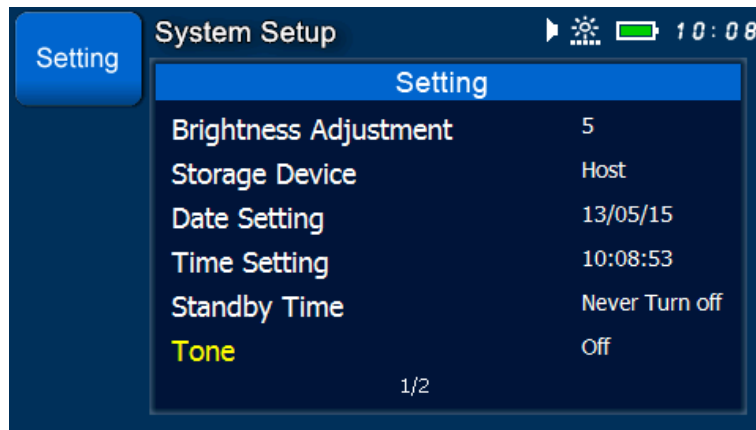 Setting
System Setup 10:08
Setting
Brightness Adjustment 5
Storage Device Host
Date Setting 13/05/15
Time Setting 10:08:53
Standby Time Never Turn off
Tone Off
1/2